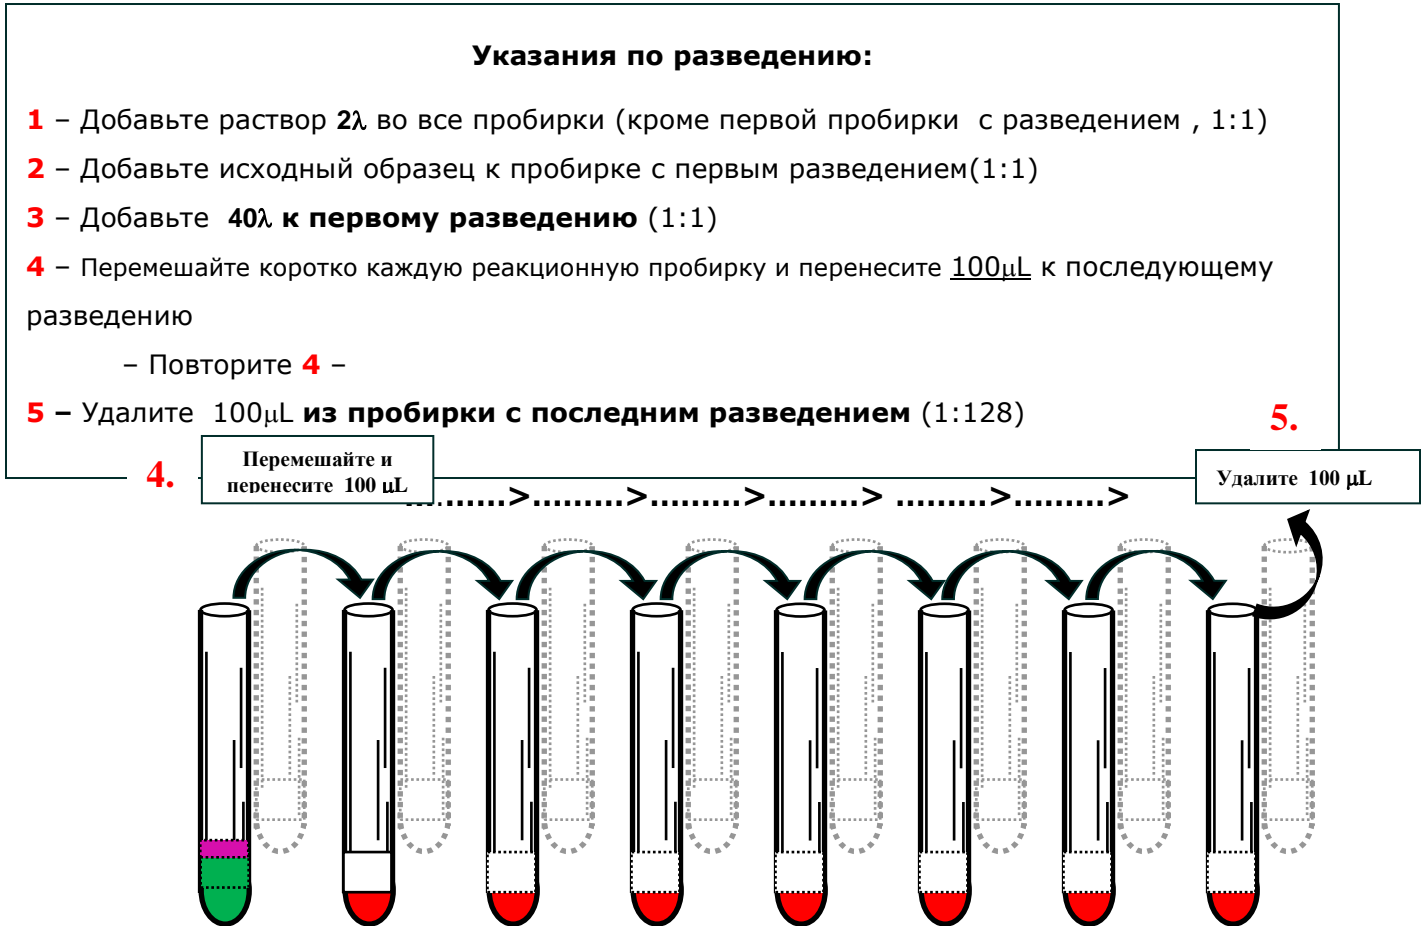 Указания по разведению:
1 – Добавьте раствор 2λ во все пробирки (кроме первой пробирки с разведением , 1:1)
2 – Добавьте исходный образец к пробирке с первым разведением(1:1)
3 – Добавьте 40λ к первому разведению (1:1)
4 – Перемешайте коротко каждую реакционную пробирку и перенесите 100μL к последующему
разведению
– Повторите 4 –
5 – Удалите 100μL из пробирки с последним разведением (1:128)
5.
4.
Перемешайте и
перенесите 100 μL
Удалите 100 μL
..........>.........>.........>.........> .........>.........>